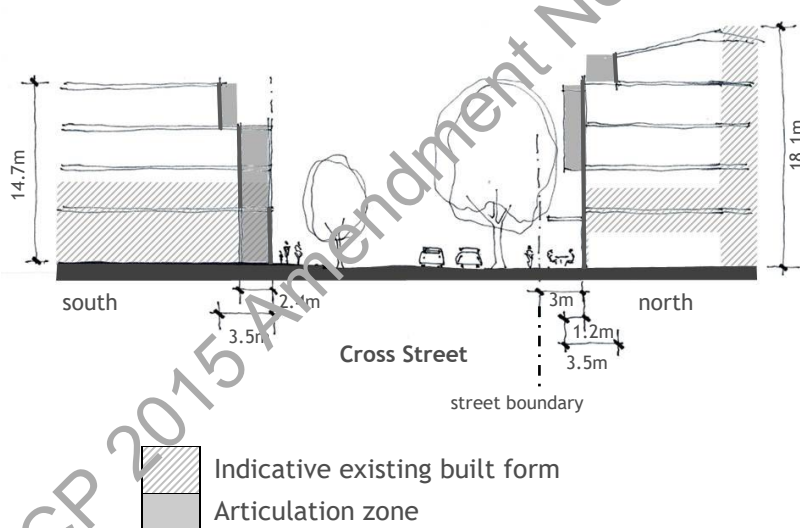 CP 2015 Amendment No
14.7m
18.1m
south
2.4m
3.5m
3m
1.2m
3.5m
north
Cross Street
street boundary
Indicative existing built form
Articulation zone